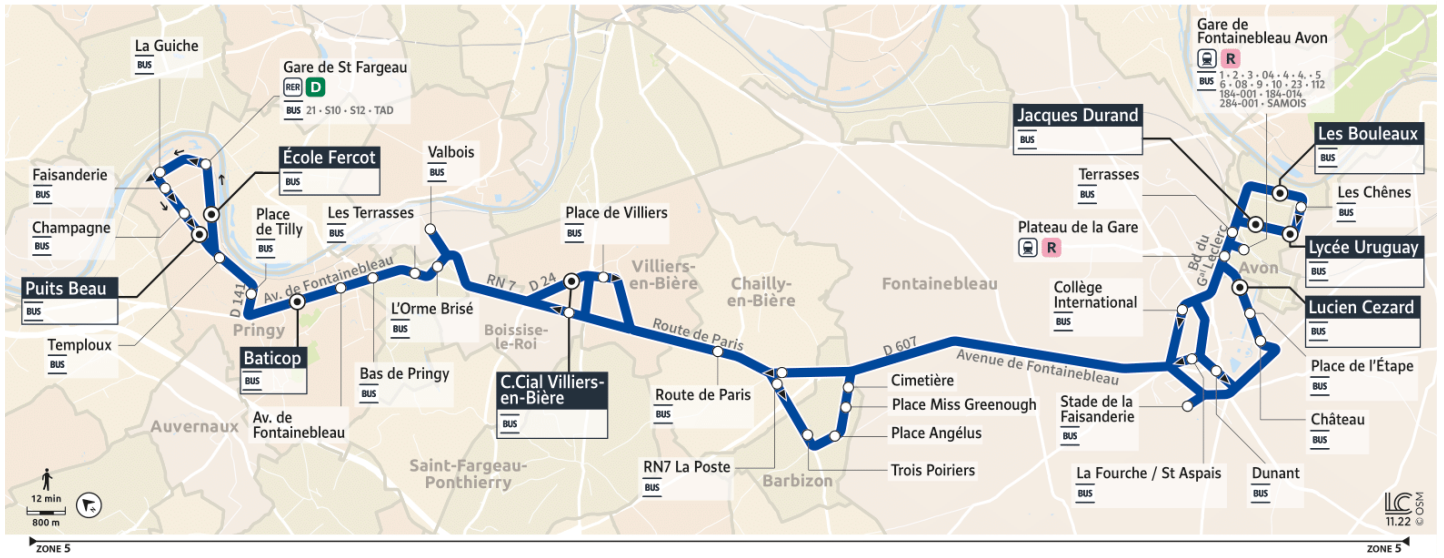 La Guiche
BUS
Gare de St Fargeau
RER D
BUS 21 • S10 • S12 • TAD
École Fercot
BUS
Faisanderie
BUS
Champagne
BUS
Puits Beau
BUS
Temploux
BUS
Place
de Tilly
BUS
D 141
Pringy
Av. de Fontainebleau
Baticop
BUS
Les Terrasses
BUS
Av. de
Fontainebleau
Bas de Pringy
BUS
Valbois
BUS
L'Orme Brisé
BUS
RN 7
D 24
Boissise-
le-Roi
Place de Villiers
BUS
C.Cial Villiers-
en-Bière
BUS
Villiers-
en-Bière
Auvernaux
Saint-Fargeau-
Ponthierry
Route de Paris
Route de Paris
BUS
Chailly-
en-Bière
RN7 La Poste
BUS
Barbizon
Cimetière
Place Miss Greenough
Place Angélus
Trois Poiriers
Fontainebleau
D 607
Avenue de Fontainebleau
Gare de
Fontainebleau Avon
R
BUS 1 • 2 • 3 • 04 • 4 • 4. • 5
6 • 08 • 9 • 10 • 23 • 112
184-001 • 184-014
284-001 • SAMOIS
Jacques Durand
BUS
Les Bouleaux
BUS
Terrasses
BUS
Les Chênes
BUS
Plateau de la Gare
R
Bd du
Gal Leclerc
Avon
Lycée Uruguay
BUS
Collège
International
BUS
Lucien Cezard
BUS
Place de l'Étape
BUS
Stade de la
Faisanderie
BUS
Château
BUS
La Fourche / St Aspais
BUS
Dunant
BUS
12 min
800 m
LC
11.22
© OSM
ZONE 5
ZONE 5